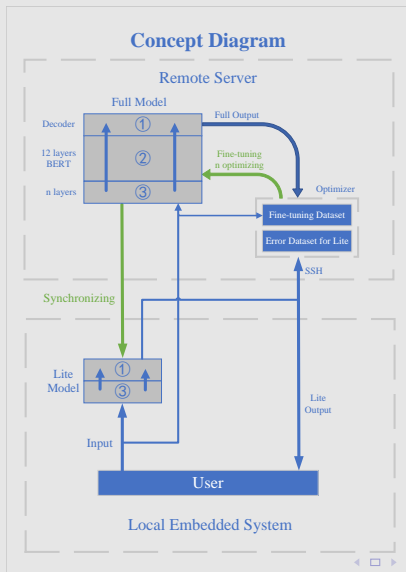 Concept Diagram
Remote Server
Full Model
Decoder
①
Full Output
12 layers
BERT
②
Fine-tuning
n optimizing
n layers
③
Optimizer
Fine-tuning Dataset
Error Dataset for Lite
SSH
Synchronizing
Lite
Model
①
③
Lite
Output
Input
User
Local Embedded System